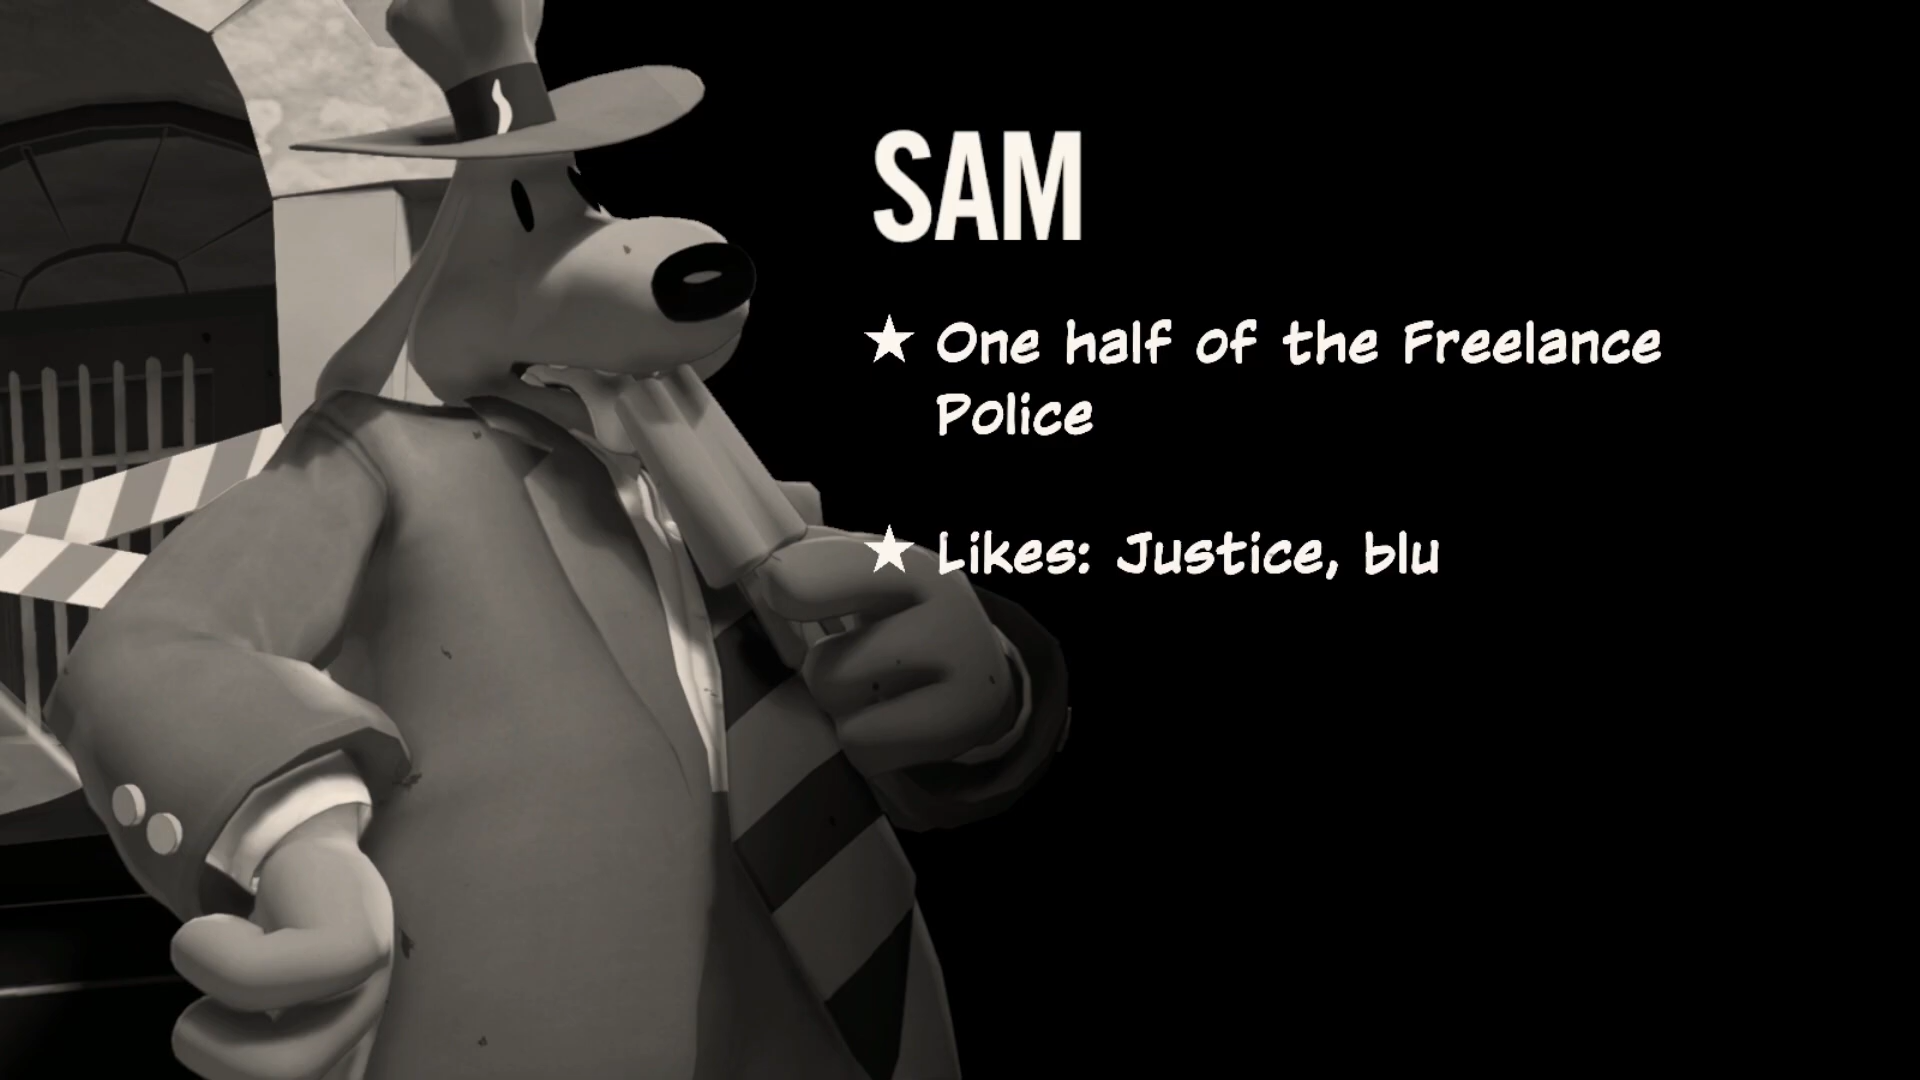 SAM
★ One half of the Freelance
Police
★ Likes: Justice, blu